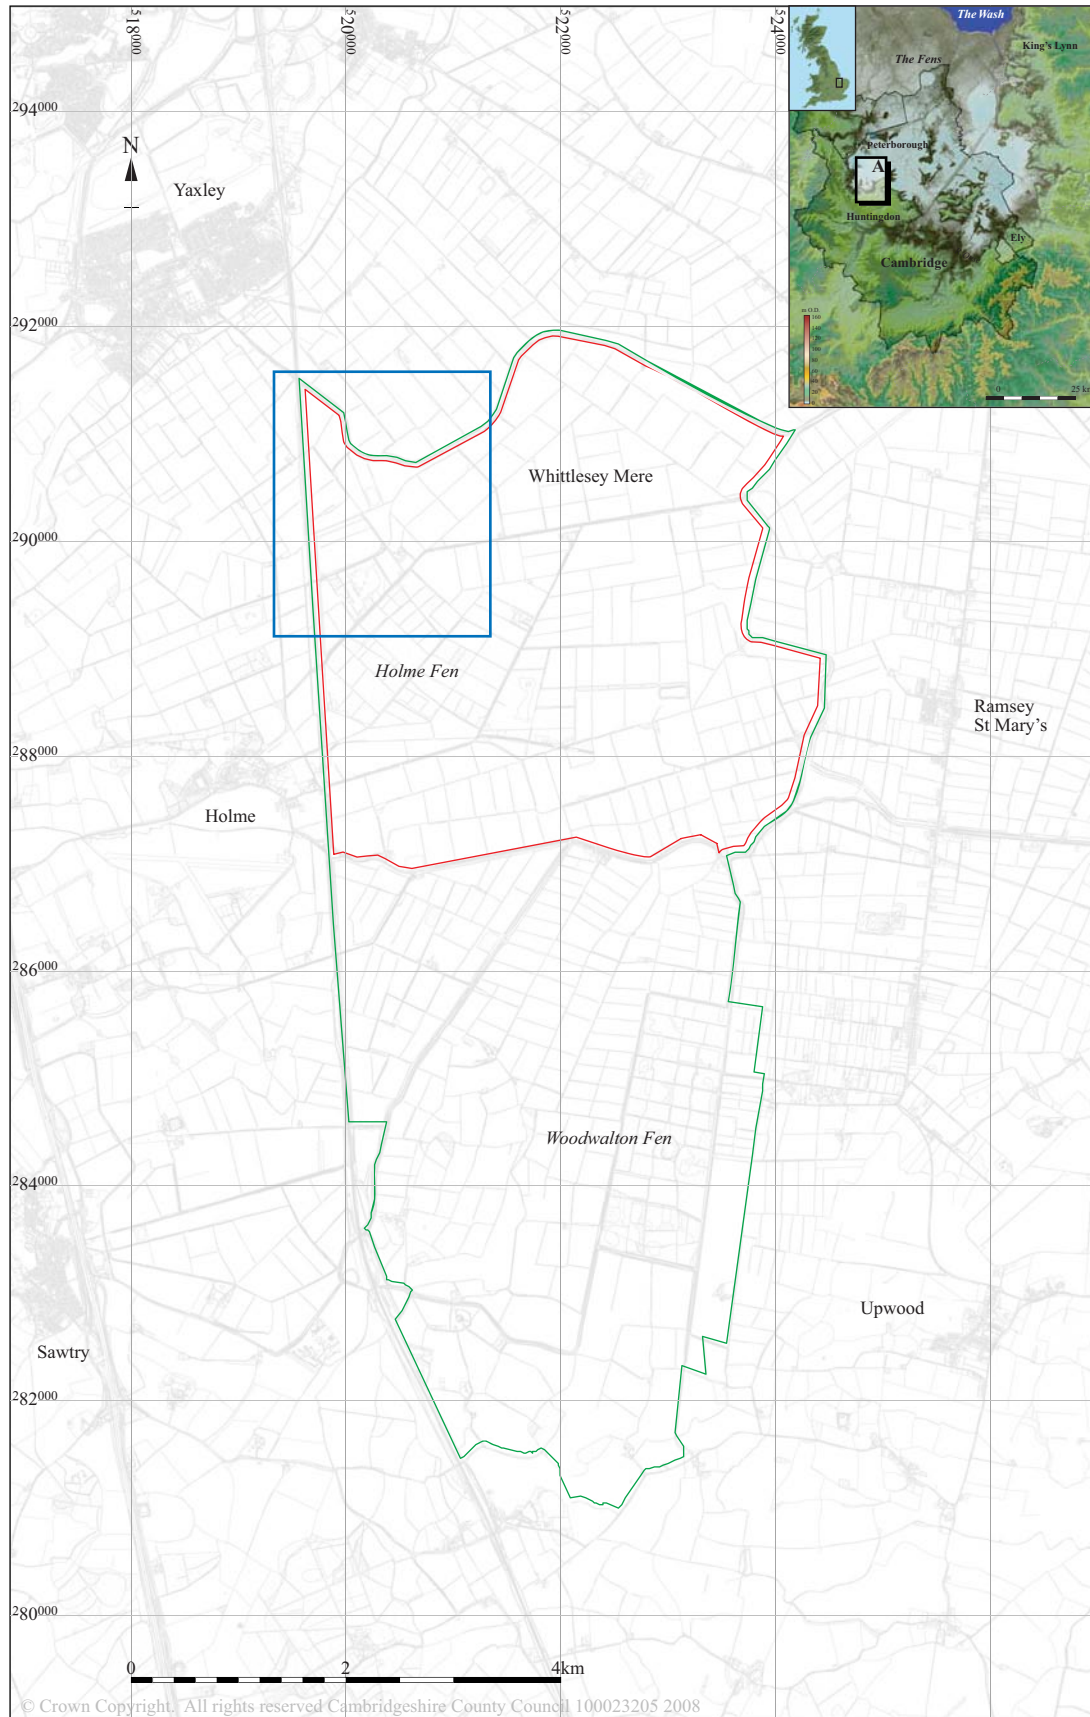 518000
520000
522000
524000
The Wash
King's Lynn
The Fens
294000
Peterborough
N
A
Yaxley
Huntingdon
Ely
Cambridge
m O.D.
160
292000
0
25 km
Whittlesey Mere
290000
Holme Fen
Ramsey
St Mary's
288000
Holme
286000
Woodwalton Fen
284000
Upwood
Sawtry
282000
280000
0 2 4km
© Crown Copyright. All rights reserved Cambridgeshire County Council 100023205 2008